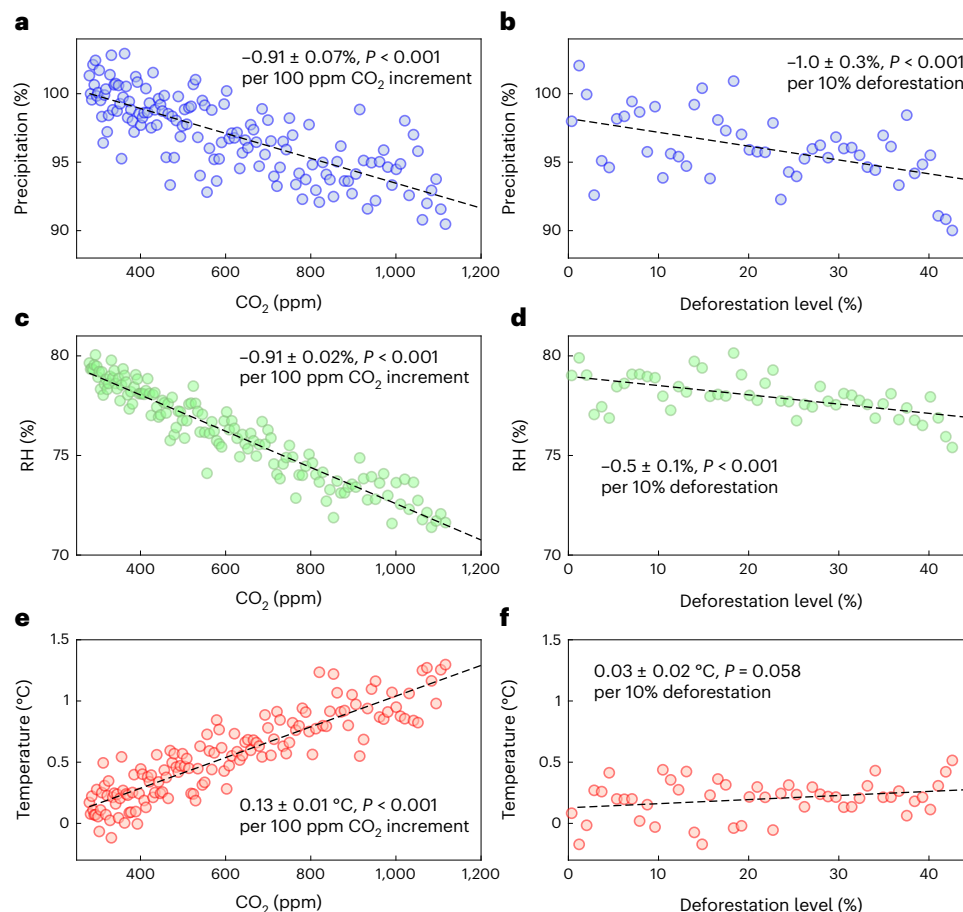 a
−0.91 ± 0.07%, P < 0.001
per 100 ppm CO₂ increment
100
95
90
Precipitation (%)
400 600 800 1,000 1,200
CO₂ (ppm)
b
−1.0 ± 0.3%, P < 0.001
per 10% deforestation
100
95
90
Precipitation (%)
0 10 20 30 40
Deforestation level (%)
c
−0.91 ± 0.02%, P < 0.001
per 100 ppm CO₂ increment
80
75
70
RH (%)
400 600 800 1,000 1,200
CO₂ (ppm)
d
−0.5 ± 0.1%, P < 0.001
per 10% deforestation
80
75
70
RH (%)
0 10 20 30 40
Deforestation level (%)
e
1.5
1
0.5
0
Temperature (°C)
0.13 ± 0.01 °C, P < 0.001
per 100 ppm CO₂ increment
400 600 800 1,000 1,200
CO₂ (ppm)
f
0.03 ± 0.02 °C, P = 0.058
per 10% deforestation
1.5
1
0.5
0
Temperature (°C)
0 10 20 30 40
Deforestation level (%)